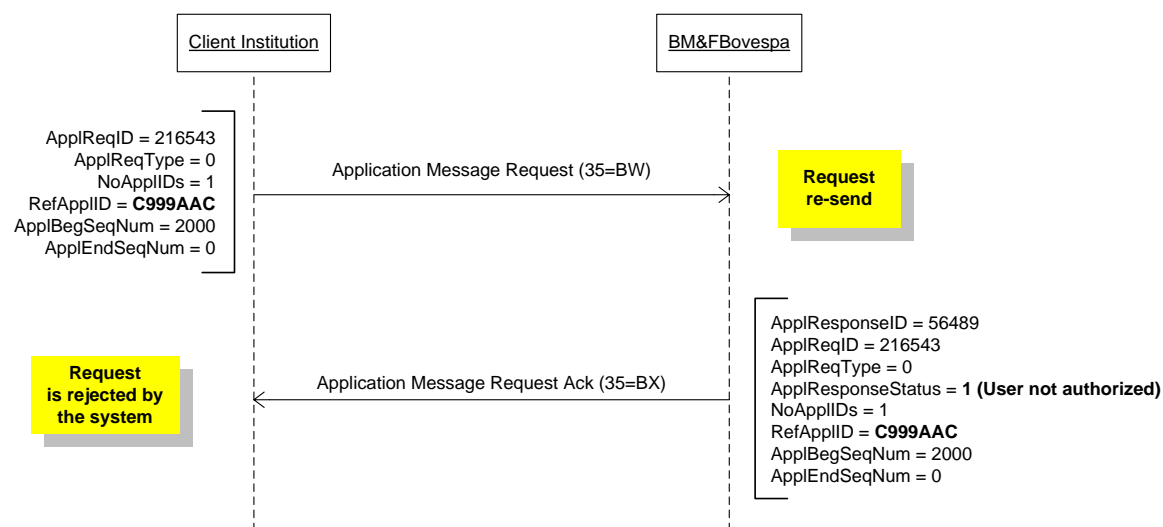 Client Institution
BM&FBovespa
ApplReqID = 216543
ApplReqType = 0
NoApplIDs = 1
RefApplID = C999AAC
ApplBegSeqNum = 2000
ApplEndSeqNum = 0
Application Message Request (35=BW)
Request
re-send
Request
is rejected by
the system
Application Message Request Ack (35=BX)
ApplResponseID = 56489
ApplReqID = 216543
ApplReqType = 0
ApplResponseStatus = 1 (User not authorized)
NoApplIDs = 1
RefApplID = C999AAC
ApplBegSeqNum = 2000
ApplEndSeqNum = 0